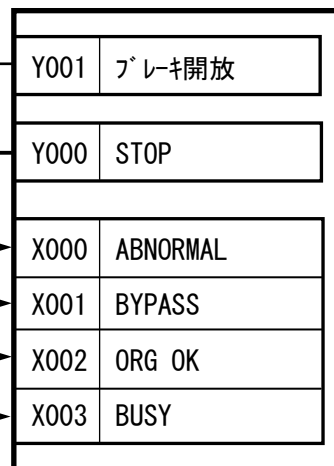 Y001 ﾌﾞﾚｰｷ開放
Y000 STOP
X000 ABNORMAL
X001 BYPASS
X002 ORG OK
X003 BUSY